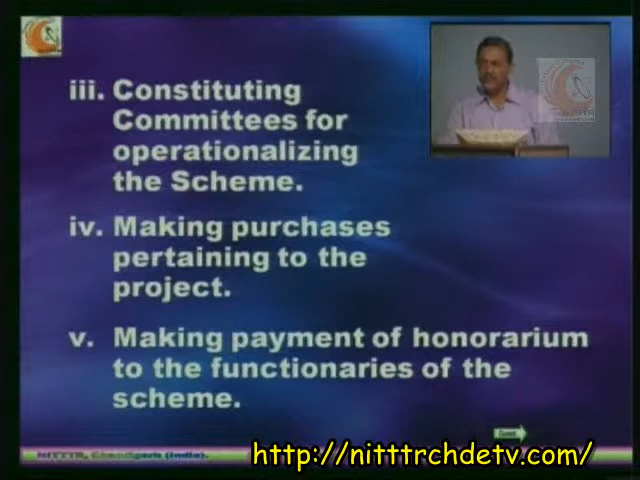 iii. Constituting
Committees for
operationalizing
the Scheme.
iv. Making purchases
pertaining to the
project.
v. Making payment of honorarium
to the functionaries of the
scheme.
NITTTR, Chandigarh (India).
http://nitttrchdetv.com/